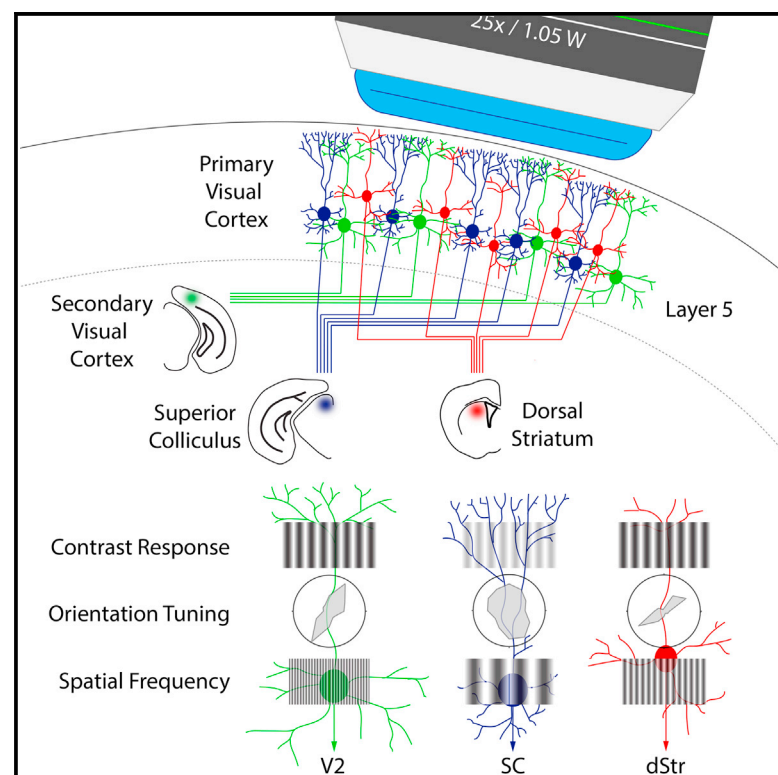 25x / 1.05 W
Primary
Visual
Cortex
Secondary
Visual
Cortex
Layer 5
Superior
Colliculus
Dorsal
Striatum
Contrast Response
Orientation Tuning
Spatial Frequency
V2
SC
dStr